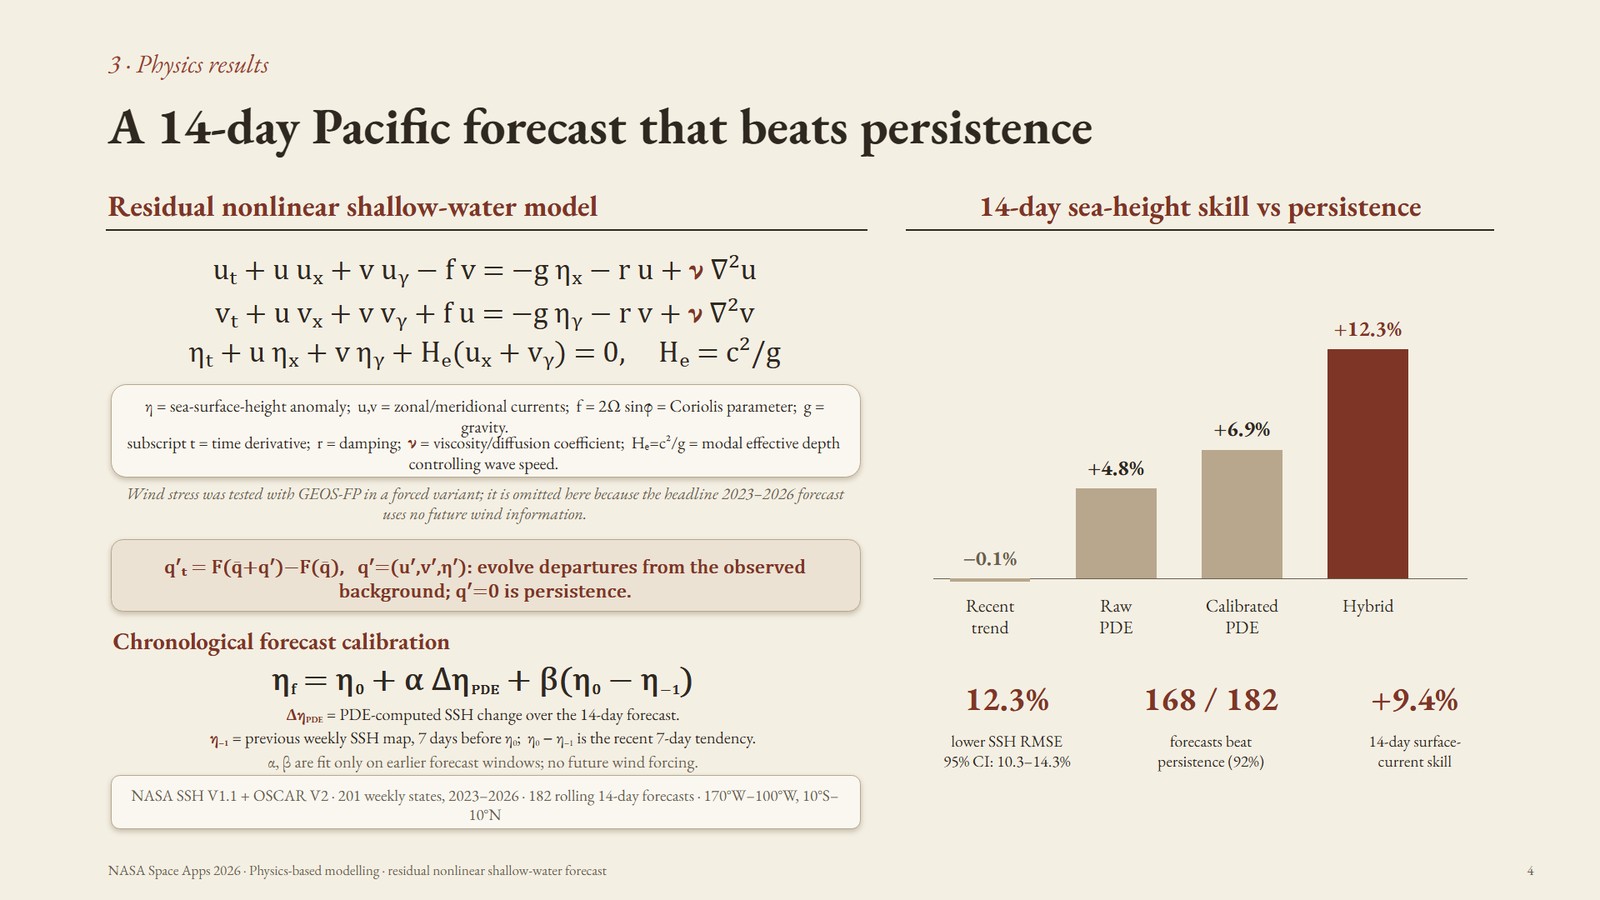 3 · Physics results
A 14-day Pacific forecast that beats persistence
Residual nonlinear shallow-water model
uₜ + u uₓ + v uᵧ − f v = −g ηₓ − r u + ν ∇²u
vₜ + u vₓ + v vᵧ + f u = −g ηᵧ − r v + ν ∇²v
ηₜ + u ηₓ + v ηᵧ + Hₑ(uₓ + vᵧ) = 0,    Hₑ = c²/g
η = sea-surface-height anomaly;  u,v = zonal/meridional currents;  f = 2Ω sinφ = Coriolis parameter;  g =
gravity.
subscript t = time derivative;  r = damping;  ν = viscosity/diffusion coefficient;  Hₑ=c²/g = modal effective depth
controlling wave speed.
Wind stress was tested with GEOS-FP in a forced variant; it is omitted here because the headline 2023–2026 forecast
uses no future wind information.
q′ₜ = F(q̄+q′)−F(q̄),   q′=(u′,v′,η′): evolve departures from the observed
background; q′=0 is persistence.
Chronological forecast calibration
η_f = η₀ + α Δη_PDE + β(η₀ − η₋₁)
Δη_PDE = PDE-computed SSH change over the 14-day forecast.
η₋₁ = previous weekly SSH map, 7 days before η₀;  η₀ − η₋₁ is the recent 7-day tendency.
α, β are fit only on earlier forecast windows; no future wind forcing.
NASA SSH V1.1 + OSCAR V2 · 201 weekly states, 2023–2026 · 182 rolling 14-day forecasts · 170°W–100°W, 10°S–
10°N
14-day sea-height skill vs persistence
−0.1%
+4.8%
+6.9%
+12.3%
Recent
trend
Raw
PDE
Calibrated
PDE
Hybrid
12.3%
lower SSH RMSE
95% CI: 10.3–14.3%
168 / 182
forecasts beat
persistence (92%)
+9.4%
14-day surface-
current skill
NASA Space Apps 2026 · Physics-based modelling · residual nonlinear shallow-water forecast
4